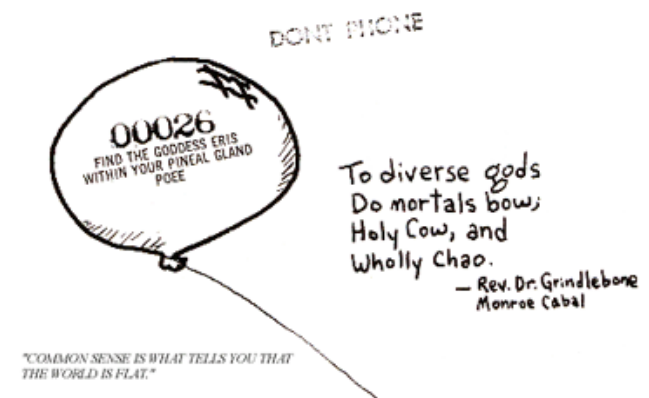 DONT PHONE
00026
FIND THE GODDESS ERIS
WITHIN YOUR PINEAL GLAND
POEE
To diverse gods
Do mortals bow;
Holy Cow, and
Wholly Chao.
— Rev. Dr. Grindlebone
Monroe Cabal
"COMMON SENSE IS WHAT TELLS YOU THAT
THE WORLD IS FLAT."